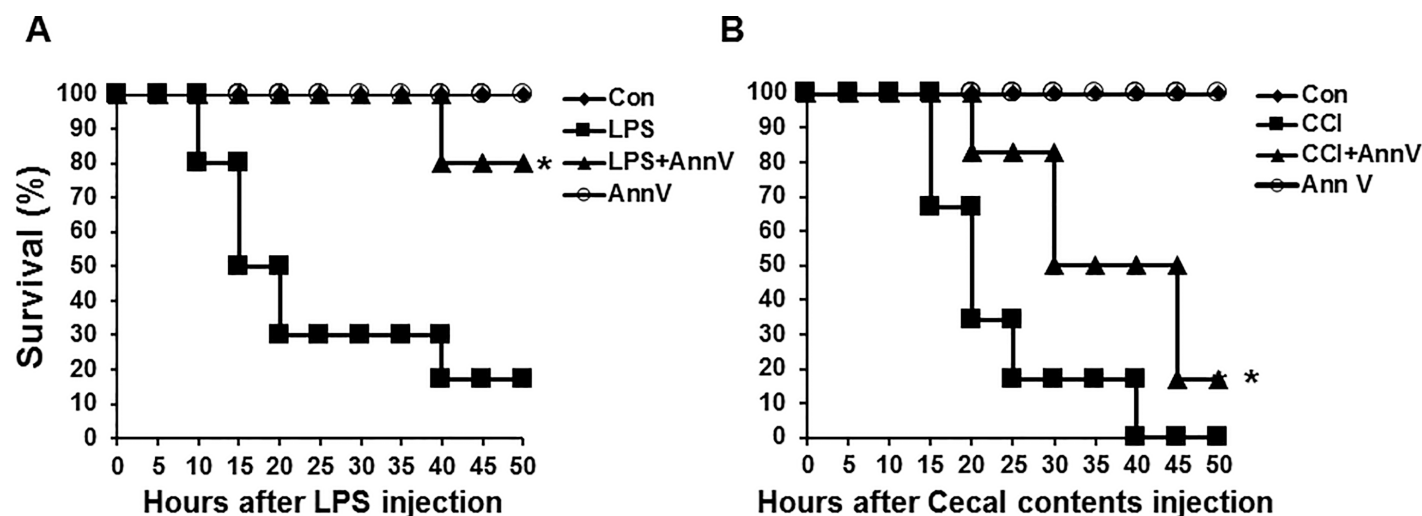 A
Survival (%)
100
90
80
70
60
50
40
30
20
10
0
0 5 10 15 20 25 30 35 40 45 50
Hours after LPS injection
Con
LPS
LPS+AnnV
AnnV
*
B
100
90
80
70
60
50
40
30
20
10
0
0 5 10 15 20 25 30 35 40 45 50
Hours after Cecal contents injection
Con
CCI
CCI+AnnV
Ann V
*